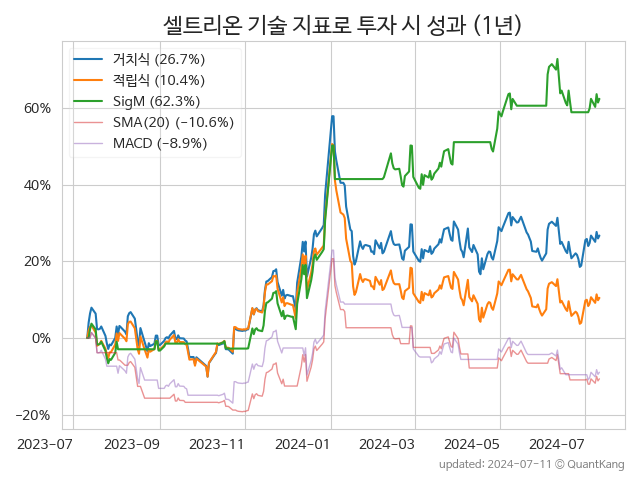 셀트리온 기술 지표로 투자 시 성과 (1년)
거치식 (26.7%)
적립식 (10.4%)
SigM (62.3%)
SMA(20) (−10.6%)
MACD (−8.9%)
60%
40%
20%
0%
−20%
2023-07 2023-09 2023-11 2024-01 2024-03 2024-05 2024-07
updated: 2024-07-11 © QuantKang